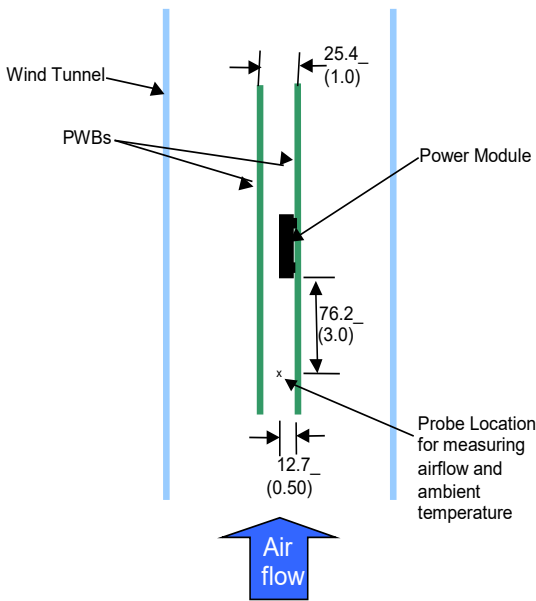 25.4_
(1.0)
Wind Tunnel
PWBs
Power Module
76.2_
(3.0)
x
Probe Location
for measuring
airflow and
ambient
temperature
12.7_
(0.50)
Air
flow